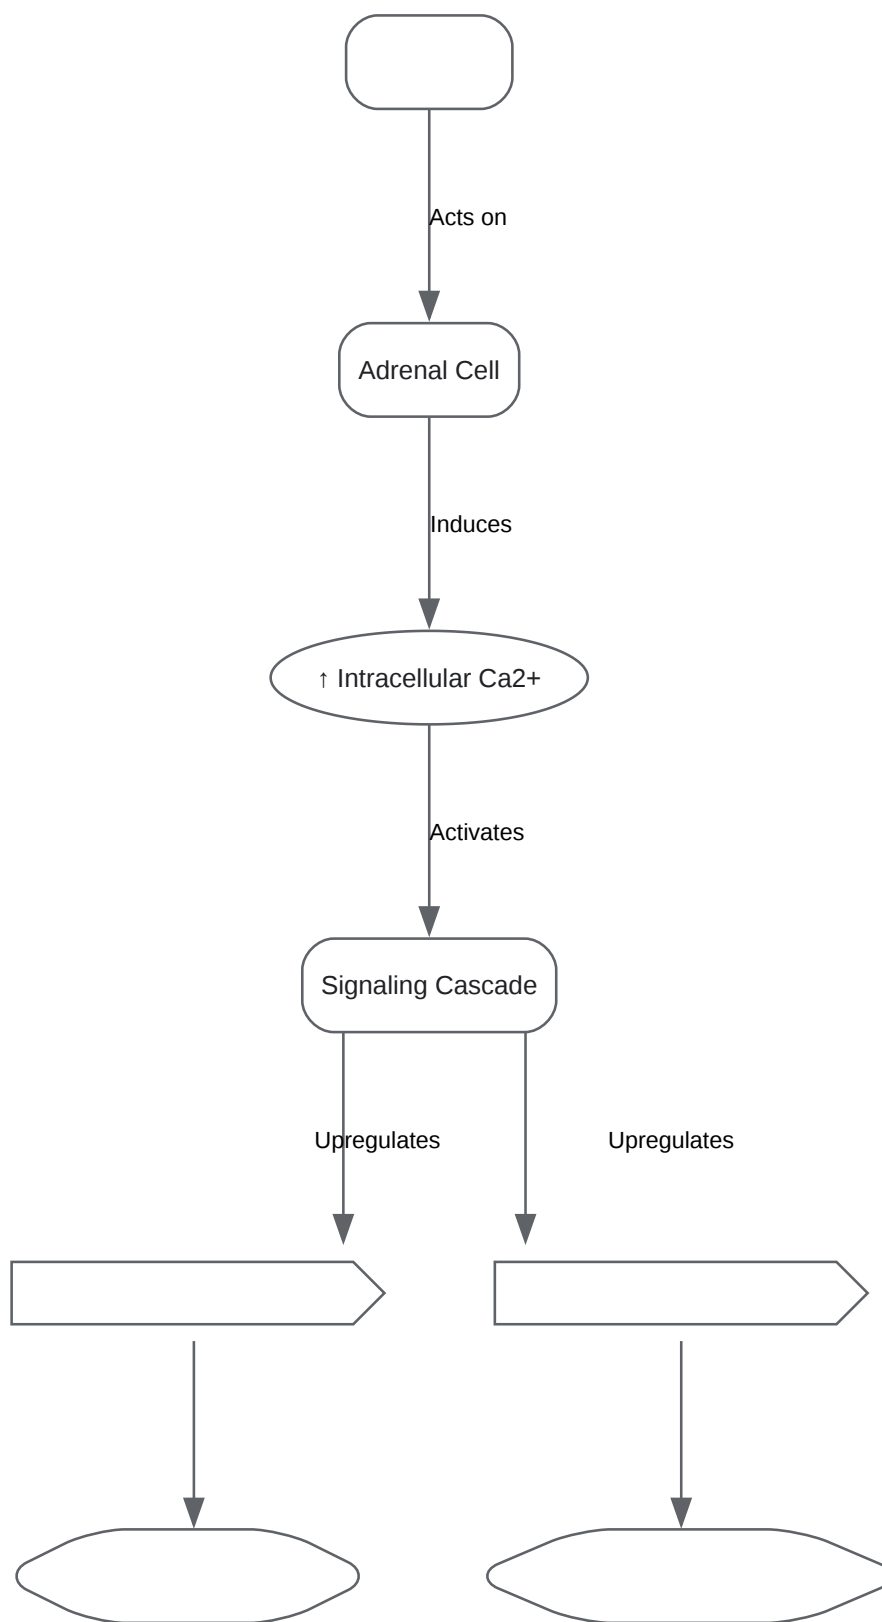 Acts on
Adrenal Cell
Induces
↑ Intracellular Ca2+
Activates
Signaling Cascade
Upregulates
Upregulates